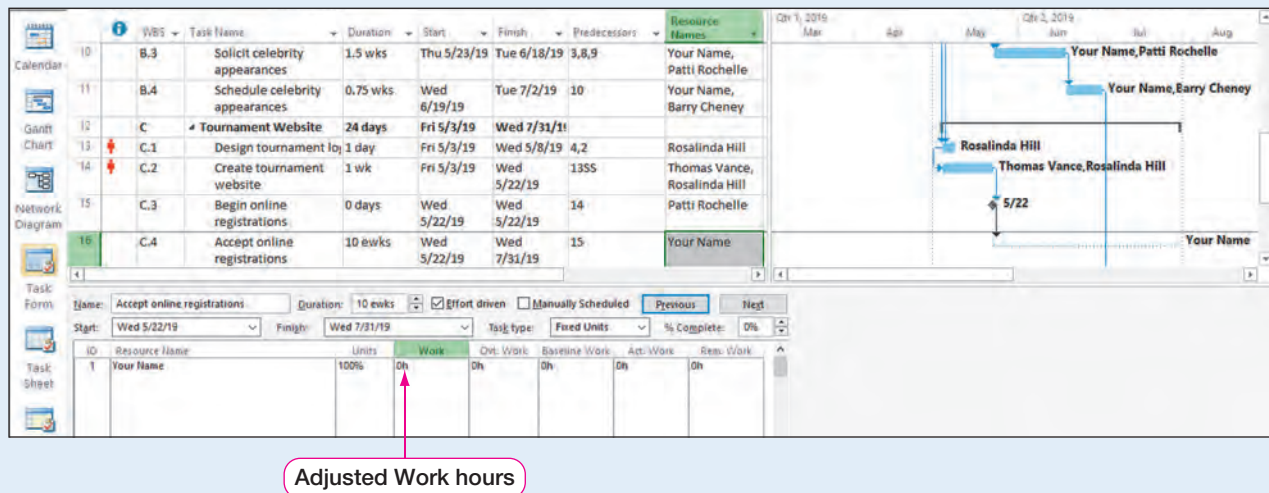 Calendar
Gantt
Chart
Network
Diagram
Task
Form
Task
Sheet
WBS Task Name Duration Start Finish Predecessors Resource Names
10 B.3 Solicit celebrity appearances 1.5 wks Thu 5/23/19 Tue 6/18/19 3,8,9 Your Name, Patti Rochelle
11 B.4 Schedule celebrity appearances 0.75 wks Wed 6/19/19 Tue 7/2/19 10 Your Name, Barry Cheney
12 C Tournament Website 24 days Fri 5/3/19 Wed 7/31/1
13 C.1 Design tournament lo 1 day Fri 5/3/19 Wed 5/8/19 4,2 Rosalinda Hill
14 C.2 Create tournament website 1 wk Fri 5/3/19 Wed 5/22/19 13SS Thomas Vance, Rosalinda Hill
15 C.3 Begin online registrations 0 days Wed 5/22/19 Wed 5/22/19 14 Patti Rochelle
16 C.4 Accept online registrations 10 ewks Wed 5/22/19 Wed 7/31/19 15 Your Name
Qtr 1, 2019 Qtr 2, 2019
Mar Apr May Jun Jul Aug
Your Name,Patti Rochelle
Your Name,Barry Cheney
Rosalinda Hill
Thomas Vance,Rosalinda Hill
5/22
Your Name
Name: Accept online registrations Duration: 10 ewks Effort driven Manually Scheduled Previous Next
Start: Wed 5/22/19 Finish: Wed 7/31/19 Task type: Fixed Units % Complete: 0%
ID Resource Name Units Work Ovt. Work Baseline Work Act. Work Rem. Work
1 Your Name 100% 0h 0h 0h 0h 0h
Adjusted Work hours